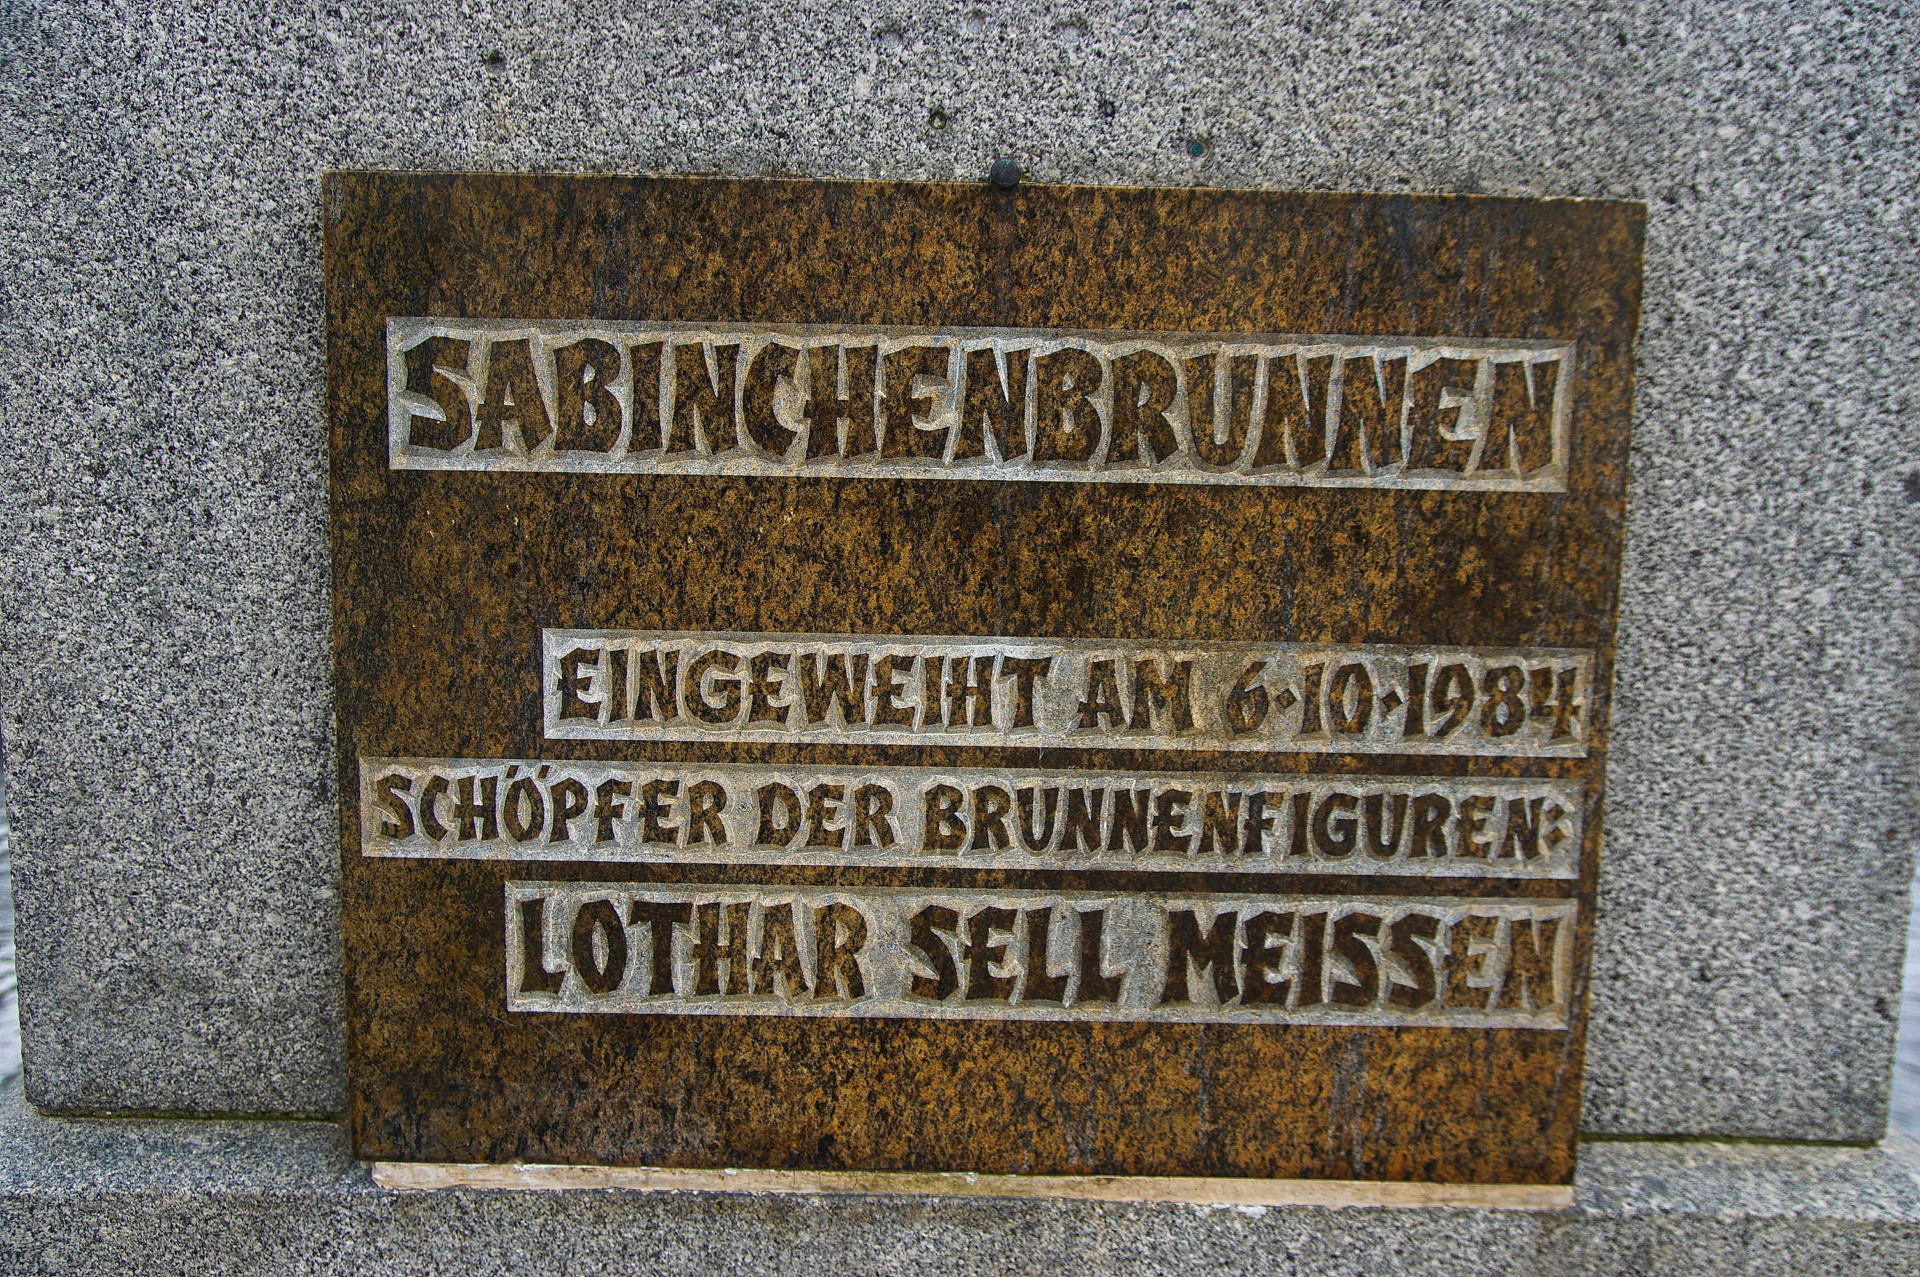 SABINCHENBRUNNEN
EINGEWEIHT AM 6·10·1984
SCHÖPFER DER BRUNNENFIGUREN:
LOTHAR SELL MEISSEN